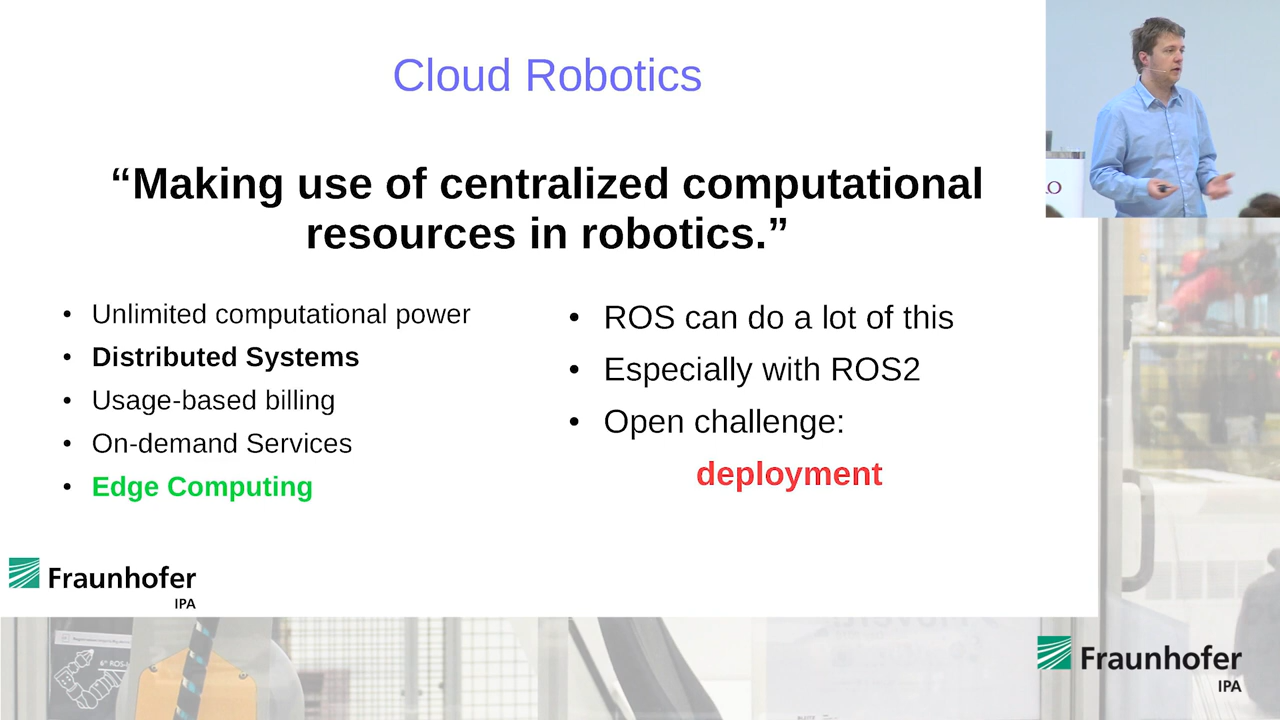 Cloud Robotics
“Making use of centralized computational
resources in robotics.”
• Unlimited computational power
• Distributed Systems
• Usage-based billing
• On-demand Services
• Edge Computing
• ROS can do a lot of this
• Especially with ROS2
• Open challenge:
deployment
Fraunhofer
IPA
Fraunhofer
IPA